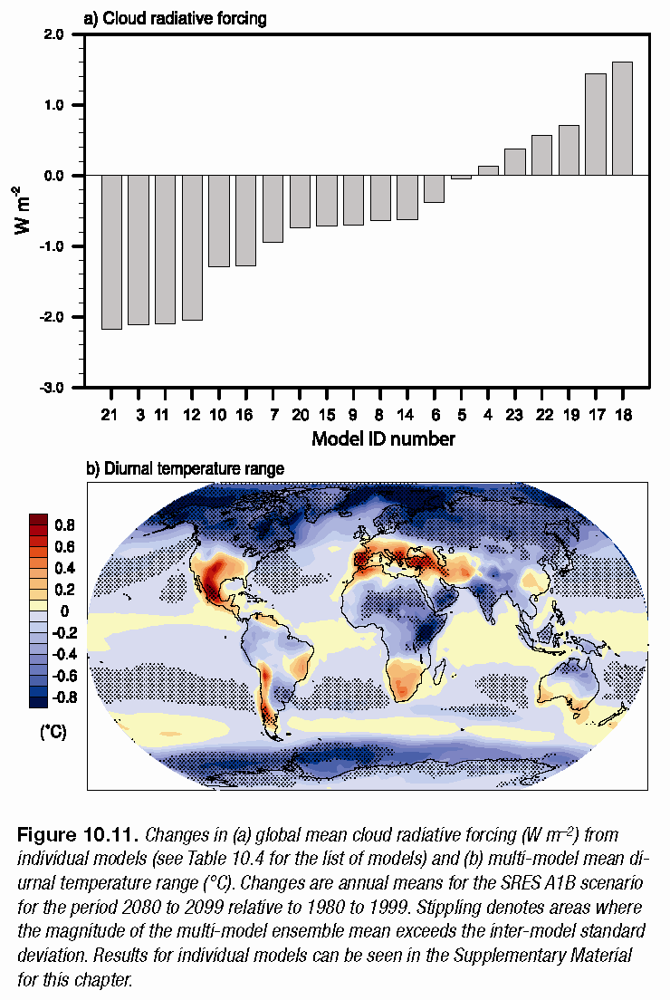 a) Cloud radiative forcing
2.0
1.0
0.0
-1.0
-2.0
-3.0
W m-2
21 3 11 12 10 16 7 20 15 9 8 14 6 5 4 23 22 19 17 18
Model ID number
b) Diurnal temperature range
0.8
0.6
0.4
0.2
0
-0.2
-0.4
-0.6
-0.8
(°C)
Figure 10.11. Changes in (a) global mean cloud radiative forcing (W m–2) from
individual models (see Table 10.4 for the list of models) and (b) multi-model mean di-
urnal temperature range (°C). Changes are annual means for the SRES A1B scenario
for the period 2080 to 2099 relative to 1980 to 1999. Stippling denotes areas where
the magnitude of the multi-model ensemble mean exceeds the inter-model standard
deviation. Results for individual models can be seen in the Supplementary Material
for this chapter.